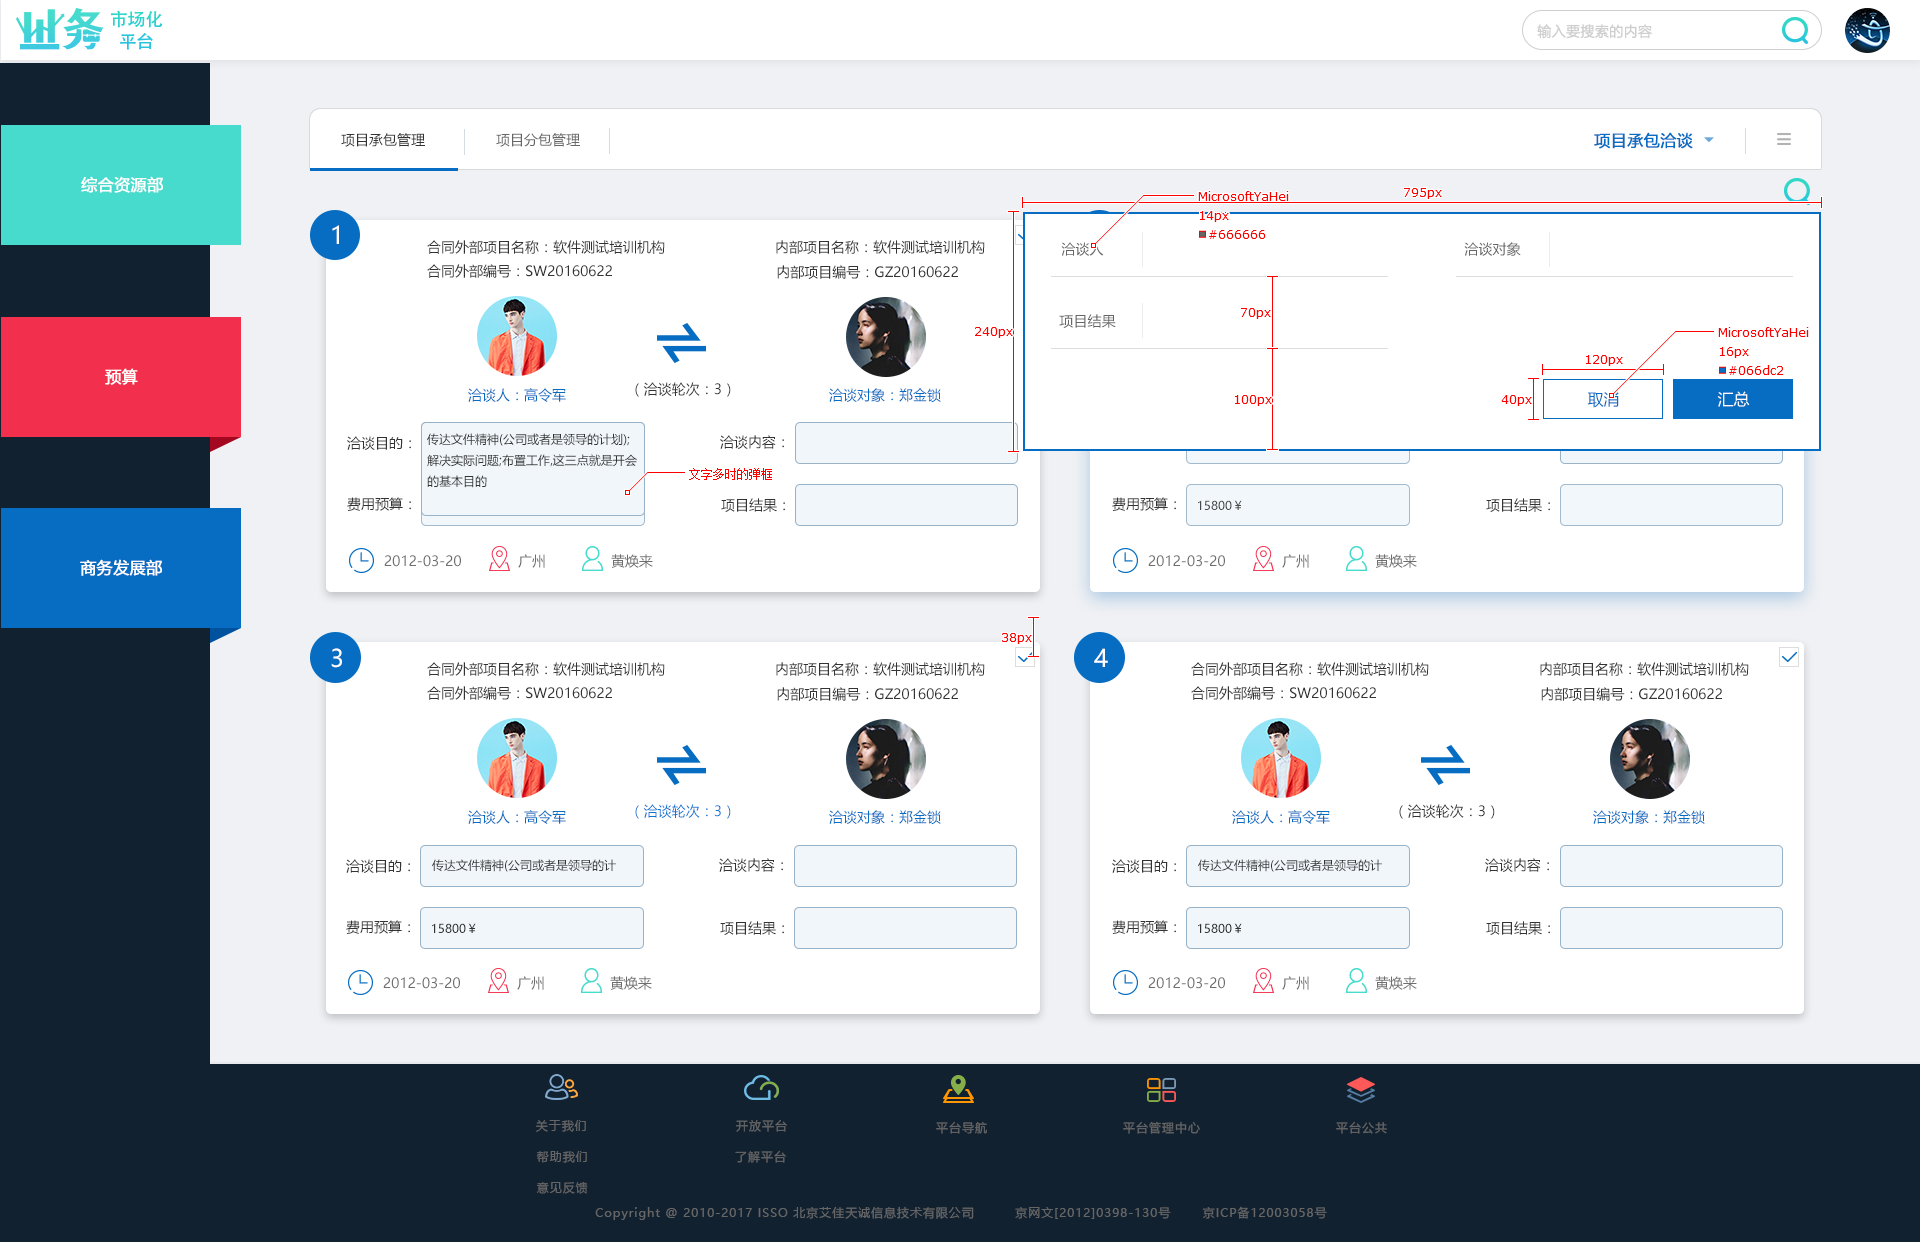 业务 市场化
平台
输入要搜索的内容
综合资源部
预算
商务发展部
项目承包管理
项目分包管理
项目承包洽谈
795px
MicrosoftYaHei
14px
#666666
洽谈人
洽谈对象
70px
项目结果
240px
MicrosoftYaHei
16px
#066dc2
120px
100px
40px
取消
汇总
1
合同外部项目名称：软件测试培训机构
内部项目名称：软件测试培训机构
合同外部编号：SW20160622
内部项目编号：GZ20160622
（洽谈轮次：3）
洽谈人：高令军
洽谈对象：郑金锁
洽谈目的：
传达文件精神(公司或者是领导的计划);
解决实际问题;布置工作,这三点就是开会
的基本目的
洽谈内容：
文字多时的弹框
费用预算：
项目结果：
2012-03-20
广州
黄焕来
费用预算：
15800￥
项目结果：
2012-03-20
广州
黄焕来
38px
3
合同外部项目名称：软件测试培训机构
内部项目名称：软件测试培训机构
合同外部编号：SW20160622
内部项目编号：GZ20160622
（洽谈轮次：3）
洽谈人：高令军
洽谈对象：郑金锁
洽谈目的：
传达文件精神(公司或者是领导的计
洽谈内容：
费用预算：
15800￥
项目结果：
2012-03-20
广州
黄焕来
4
合同外部项目名称：软件测试培训机构
内部项目名称：软件测试培训机构
合同外部编号：SW20160622
内部项目编号：GZ20160622
（洽谈轮次：3）
洽谈人：高令军
洽谈对象：郑金锁
洽谈目的：
传达文件精神(公司或者是领导的计
洽谈内容：
费用预算：
15800￥
项目结果：
2012-03-20
广州
黄焕来
关于我们
开放平台
平台导航
平台管理中心
平台公共
帮助我们
了解平台
意见反馈
Copyright @ 2010-2017 ISSO 北京艾佳天诚信息技术有限公司
京网文[2012]0398-130号
京ICP备12003058号